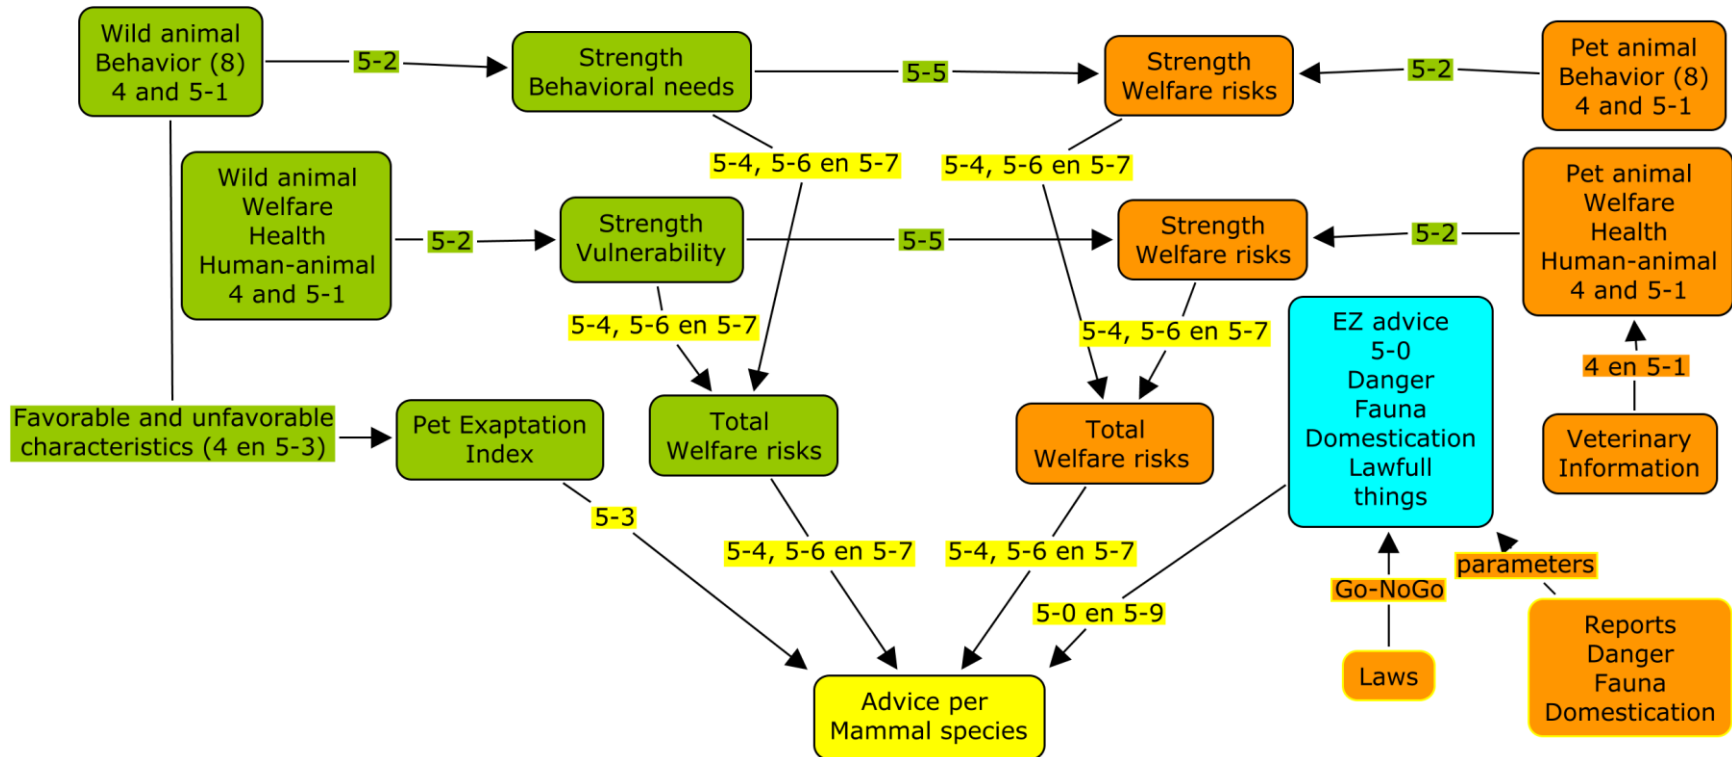 Wild animal
Behavior (8)
4 and 5-1
5-2
Strength
Behavioral needs
5-5
Strength
Welfare risks
5-2
Pet animal
Behavior (8)
4 and 5-1
5-4, 5-6 en 5-7
5-4, 5-6 en 5-7
Wild animal
Welfare
Health
Human-animal
4 and 5-1
5-2
Strength
Vulnerability
5-5
Strength
Welfare risks
5-2
Pet animal
Welfare
Health
Human-animal
4 and 5-1
5-4, 5-6 en 5-7
5-4, 5-6 en 5-7
EZ advice
5-0
Danger
Fauna
Domestication
Lawfull
things
4 en 5-1
Veterinary
Information
Favorable and unfavorable
characteristics (4 en 5-3)
Pet Exaptation
Index
Total
Welfare risks
Total
Welfare risks
5-3
5-4, 5-6 en 5-7
5-4, 5-6 en 5-7
5-0 en 5-9
Go-NoGo
parameters
Laws
Reports
Danger
Fauna
Domestication
Advice per
Mammal species